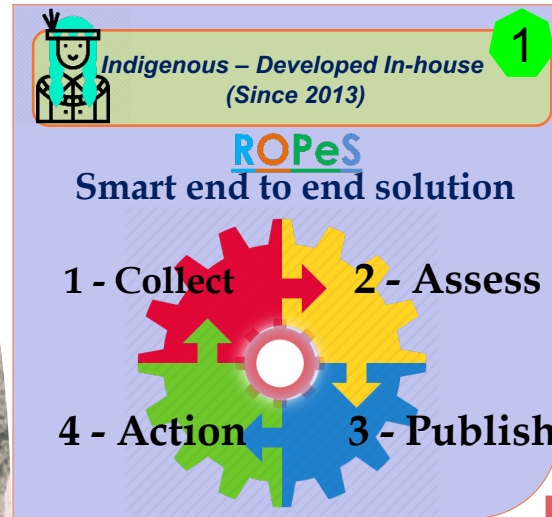 1
Indigenous – Developed In-house
(Since 2013)
ROPeS
Smart end to end solution
1 - Collect
2 - Assess
4 - Action
3 - Publish